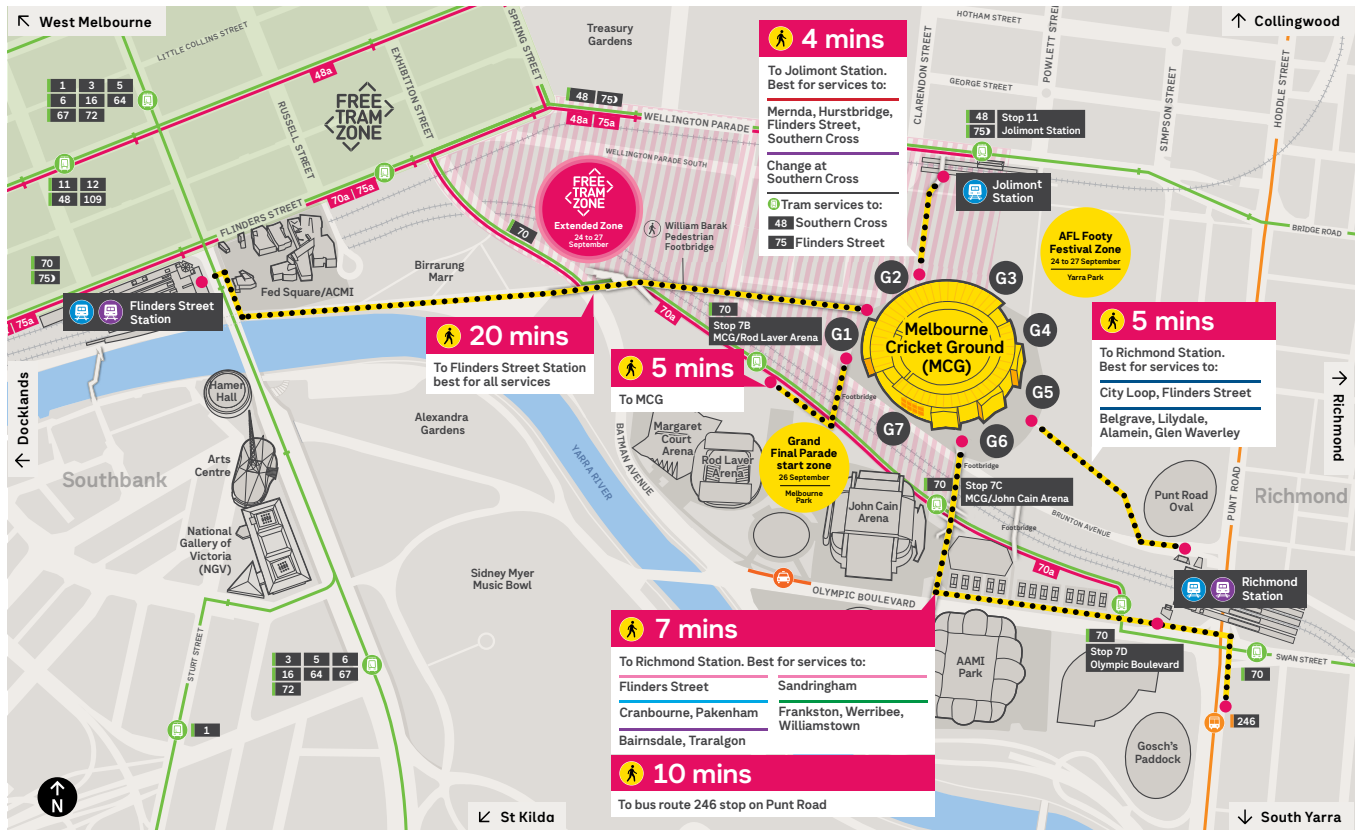 West Melbourne
Collingwood
LITTLE COLLINS STREET
SPRING STREET
EXHIBITION STREET
RUSSELL STREET
FLINDERS STREET
Treasury
Gardens
HOTHAM STREET
GEORGE STREET
CLARENDON STREET
POWLETT STREET
SIMPSON STREET
HODDLE STREET
1 3 5
6 16 64
67 72
48a
FREE
TRAM
ZONE
48 75
48a | 75a
WELLINGTON PARADE
WELLINGTON PARADE SOUTH
4 mins
To Jolimont Station.
Best for services to:
Mernda, Hurstbridge,
Flinders Street,
Southern Cross
Change at
Southern Cross
Tram services to:
48 Southern Cross
75 Flinders Street
48 Stop 11
75 Jolimont Station
Jolimont
Station
BRIDGE ROAD
11 12
48 109
70a | 75a
FREE
TRAM
ZONE
Extended Zone
24 to 27
September
William Barak
Pedestrian
Footbridge
AFL Footy
Festival Zone
24 to 27 September
Yarra Park
70
75
70
Birrarung
Marr
Fed Square/ACMI
Flinders Street
Station
75a
G2
G3
G4
G1
G5
G6
G7
Melbourne
Cricket Ground
(MCG)
70a
70
Stop 7B
MCG/Rod Laver Arena
20 mins
To Flinders Street Station
best for all services
5 mins
To MCG
5 mins
To Richmond Station.
Best for services to:
City Loop, Flinders Street
Belgrave, Lilydale,
Alamein, Glen Waverley
Docklands
Richmond
Hamer
Hall
Alexandra
Gardens
Footbridge
Margaret
Court
Arena
Rod Laver
Arena
BATMAN AVENUE
YARRA RIVER
Grand
Final Parade
start zone
26 September
Melbourne
Park
Footbridge
70 Stop 7C
MCG/John Cain Arena
John Cain
Arena
Footbridge
BRUNTON AVENUE
Punt Road
Oval
PUNT ROAD
Richmond
Southbank
Arts
Centre
National
Gallery of
Victoria
(NGV)
Sidney Myer
Music Bowl
OLYMPIC BOULEVARD
70a
Richmond
Station
7 mins
To Richmond Station. Best for services to:
Flinders Street
Sandringham
Cranbourne, Pakenham
Frankston, Werribee,
Williamstown
Bairnsdale, Traralgon
10 mins
To bus route 246 stop on Punt Road
AAMI
Park
70
Stop 7D
Olympic Boulevard
SWAN STREET
70
246
Gosch's
Paddock
STURT STREET
3 5 6
16 64 67
72
1
N
St Kilda
South Yarra